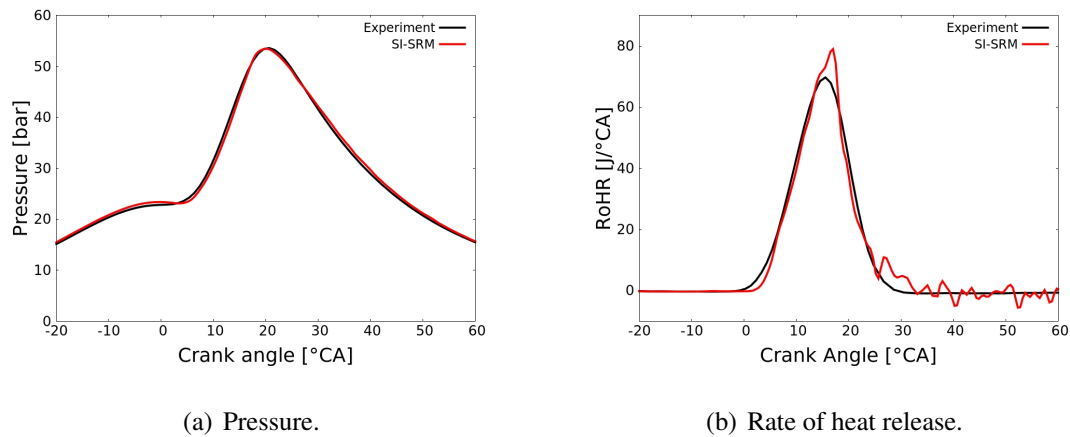 60
50
40
30
20
10
0
Pressure [bar]
Experiment
SI-SRM
-20 -10 0 10 20 30 40 50 60
Crank angle [°CA]
(a) Pressure.
80
60
40
20
0
RoHR [J/°CA]
Experiment
SI-SRM
-20 -10 0 10 20 30 40 50 60
Crank Angle [°CA]
(b) Rate of heat release.